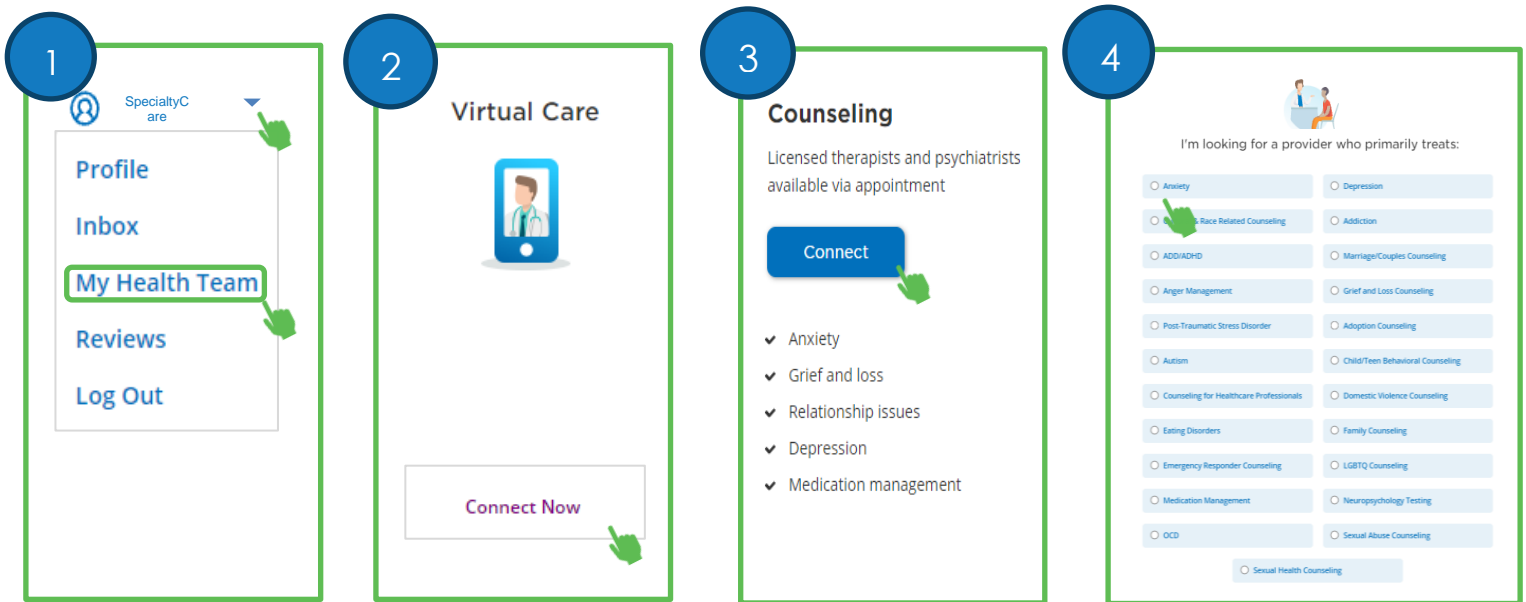 1
SpecialtyC
are
Profile
Inbox
My Health Team
Reviews
Log Out
2
Virtual Care
Connect Now
3
Counseling
Licensed therapists and psychiatrists
available via appointment
Connect
Anxiety
Grief and loss
Relationship issues
Depression
Medication management
4
I'm looking for a provider who primarily treats:
Anxiety
Depression
& Race Related Counseling
Addiction
ADD/ADHD
Marriage/Couples Counseling
Anger Management
Grief and Loss Counseling
Post-Traumatic Stress Disorder
Adoption Counseling
Autism
Child/Teen Behavioral Counseling
Counseling for Healthcare Professionals
Domestic Violence Counseling
Eating Disorders
Family Counseling
Emergency Responder Counseling
LGBTQ Counseling
Medication Management
Neuropsychology Testing
OCD
Sexual Abuse Counseling
Sexual Health Counseling